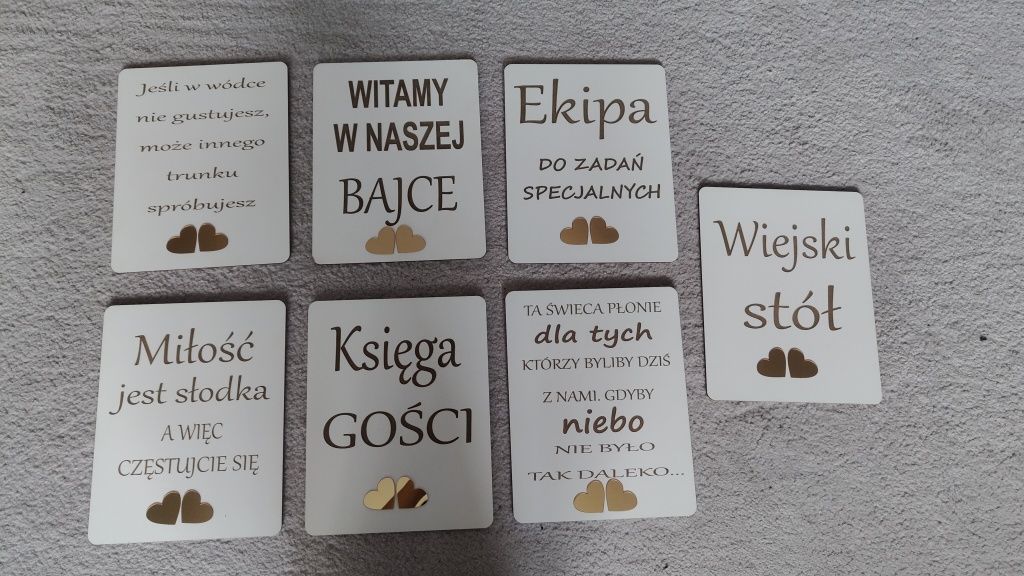 Jeśli w wódce
nie gustujesz,
może innego
trunku
spróbujesz
WITAMY
W NASZEJ
BAJCE
Ekipa
DO ZADAŃ
SPECJALNYCH
Wiejski
stół
Miłość
jest słodka
A WIĘC
CZĘSTUJCIE SIĘ
Księga
GOŚCI
TA ŚWIECA PŁONIE
dla tych
KTÓRZY BYLIBY DZIŚ
Z NAMI. GDYBY
niebo
NIE BYŁO
TAK DALEKO...